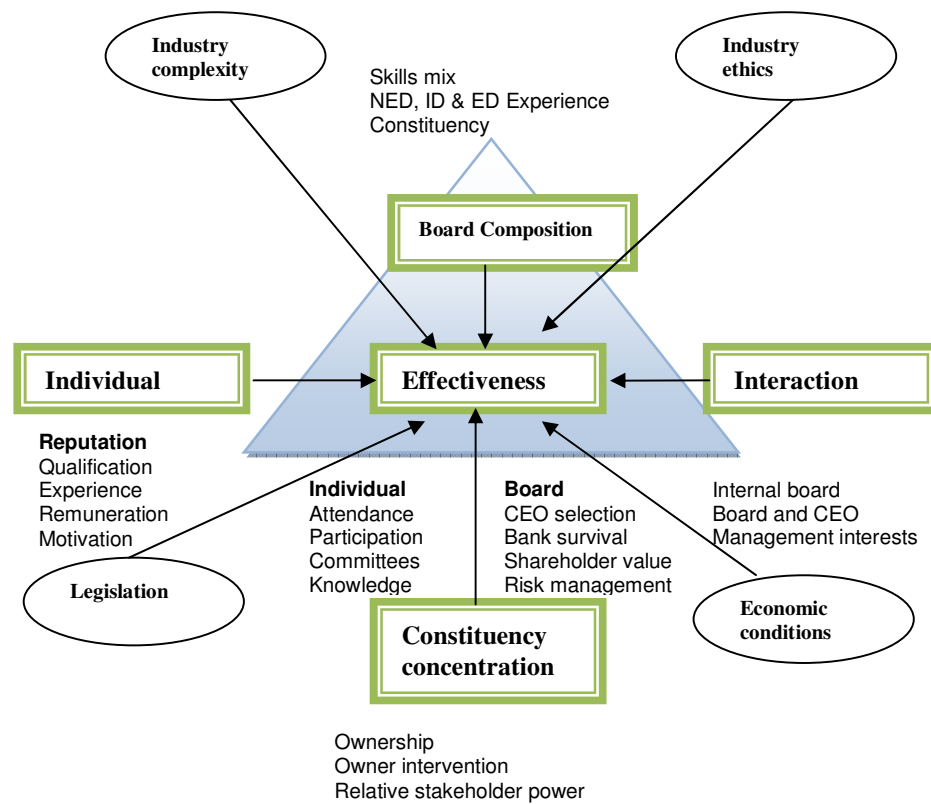 Industry
complexity
Industry
ethics
Skills mix
NED, ID & ED Experience
Constituency
Board Composition
Individual
Effectiveness
Interaction
Reputation
Qualification
Experience
Remuneration
Motivation
Individual
Attendance
Participation
Committees
Knowledge
Board
CEO selection
Bank survival
Shareholder value
Risk management
Internal board
Board and CEO
Management interests
Legislation
Constituency
concentration
Economic
conditions
Ownership
Owner intervention
Relative stakeholder power